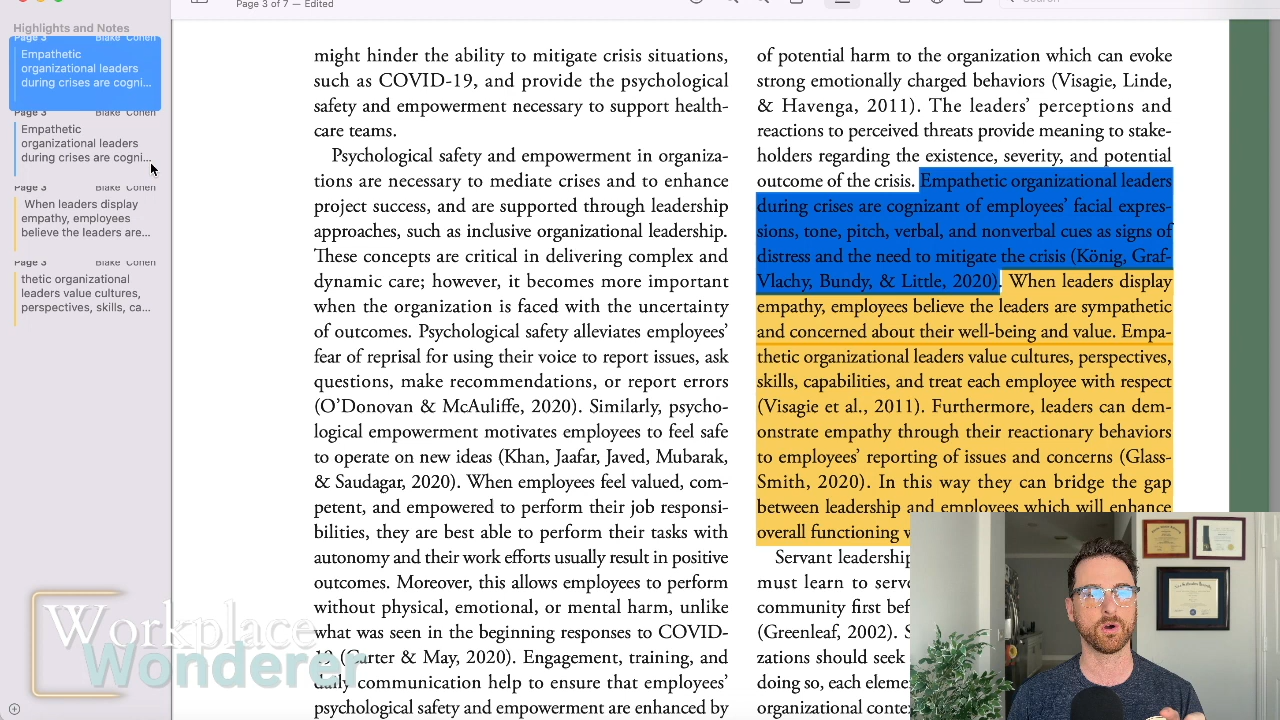 Page 3 of 7 — Edited
Search
Highlights and Notes
Page 3 Blake Cohen
Empathetic
organizational leaders
during crises are cogni...
Page 3 Blake Cohen
Empathetic
organizational leaders
during crises are cogni...
Page 3 Blake Cohen
When leaders display
empathy, employees
believe the leaders are...
Page 3 Blake Cohen
thetic organizational
leaders value cultures,
perspectives, skills, ca...
might hinder the ability to mitigate crisis situations,
such as COVID-19, and provide the psychological
safety and empowerment necessary to support health-
care teams.
Psychological safety and empowerment in organiza-
tions are necessary to mediate crises and to enhance
project success, and are supported through leadership
approaches, such as inclusive organizational leadership.
These concepts are critical in delivering complex and
dynamic care; however, it becomes more important
when the organization is faced with the uncertainty
of outcomes. Psychological safety alleviates employees’
fear of reprisal for using their voice to report issues, ask
questions, make recommendations, or report errors
(O’Donovan & McAuliffe, 2020). Similarly, psycho-
logical empowerment motivates employees to feel safe
to operate on new ideas (Khan, Jaafar, Javed, Mubarak,
& Saudagar, 2020). When employees feel valued, com-
petent, and empowered to perform their job responsi-
bilities, they are best able to perform their tasks with
autonomy and their work efforts usually result in positive
outcomes. Moreover, this allows employees to perform
without physical, emotional, or mental harm, unlike
what was seen in the beginning responses to COVID-
19 (Carter & May, 2020). Engagement, training, and
daily communication help to ensure that employees’
psychological safety and empowerment are enhanced by
of potential harm to the organization which can evoke
strong emotionally charged behaviors (Visagie, Linde,
& Havenga, 2011). The leaders’ perceptions and
reactions to perceived threats provide meaning to stake-
holders regarding the existence, severity, and potential
outcome of the crisis. Empathetic organizational leaders
during crises are cognizant of employees’ facial expres-
sions, tone, pitch, verbal, and nonverbal cues as signs of
distress and the need to mitigate the crisis (König, Graf-
Vlachy, Bundy, & Little, 2020). When leaders display
empathy, employees believe the leaders are sympathetic
and concerned about their well-being and value. Empa-
thetic organizational leaders value cultures, perspectives,
skills, capabilities, and treat each employee with respect
(Visagie et al., 2011). Furthermore, leaders can dem-
onstrate empathy through their reactionary behaviors
to employees’ reporting of issues and concerns (Glass-
Smith, 2020). In this way they can bridge the gap
between leadership and employees which will enhance
overall functioning
Servant leadership
must learn to serve
community first bef
(Greenleaf, 2002). S
zations should seek
doing so, each eleme
organizational conte
Workplace
Wonderer